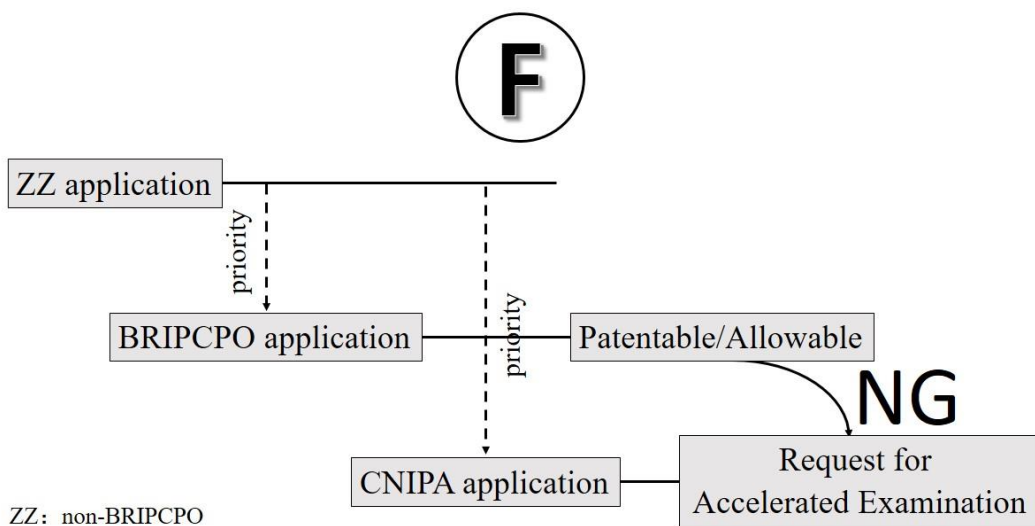 F
ZZ application
priority
BRIPCPO application
priority
Patentable/Allowable
NG
CNIPA application
Request for
Accelerated Examination
ZZ：non-BRIPCPO